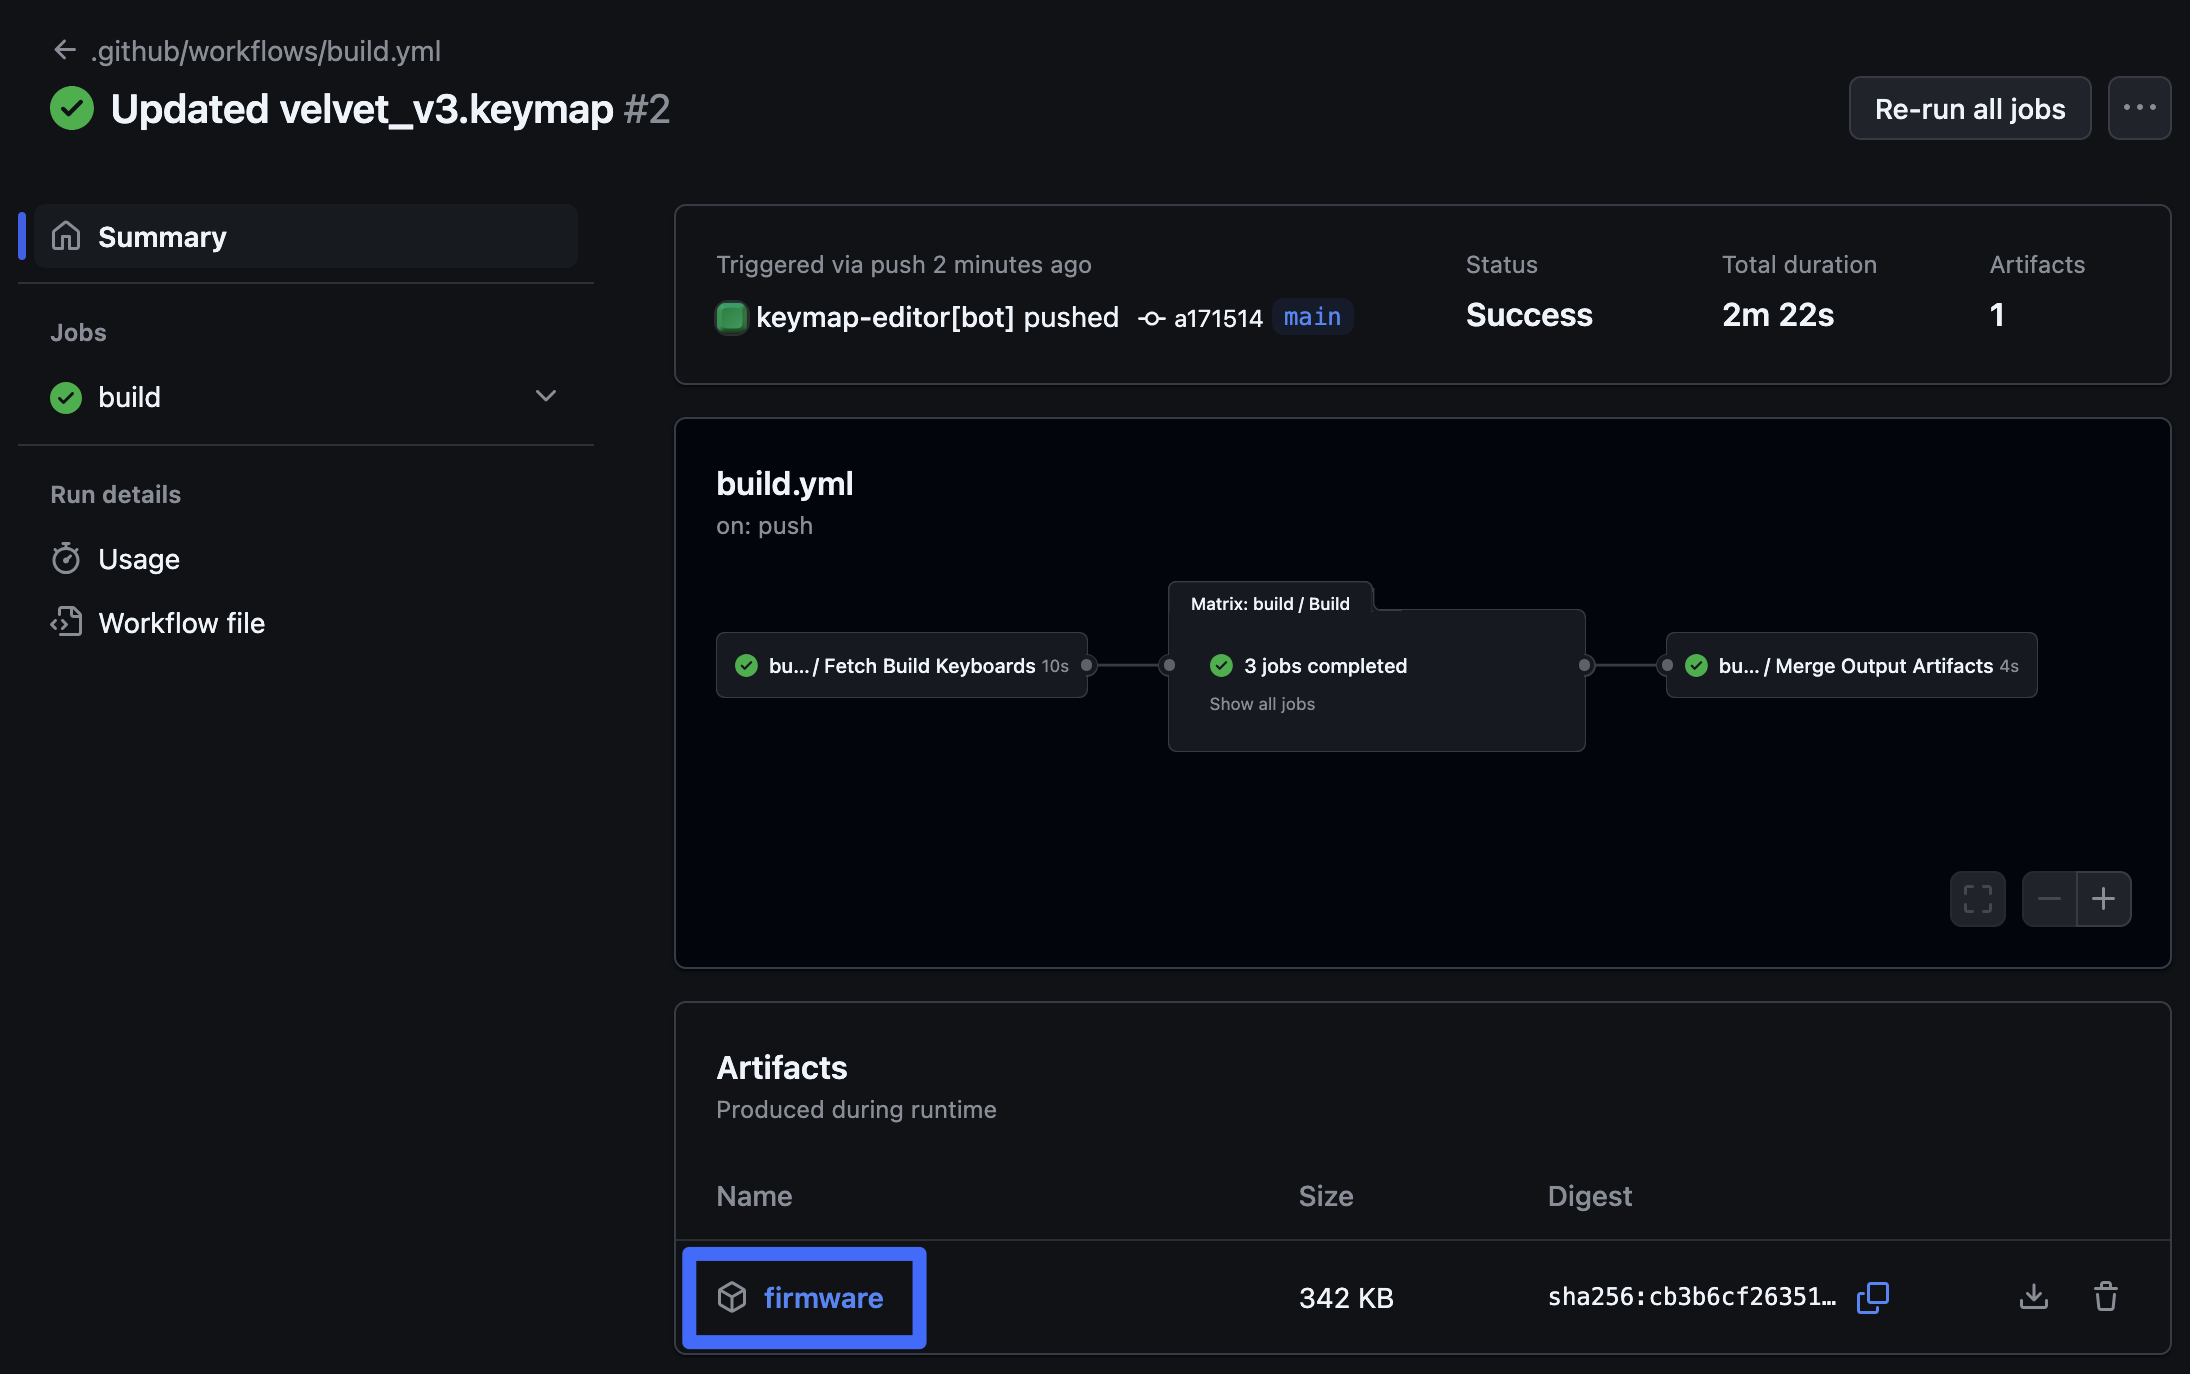 .github/workflows/build.yml
Updated velvet_v3.keymap #2
Re-run all jobs
Summary
Jobs
build
Run details
Usage
Workflow file
Triggered via push 2 minutes ago
keymap-editor[bot] pushed a171514 main
Status
Success
Total duration
2m 22s
Artifacts
1
build.yml
on: push
bu... / Fetch Build Keyboards 10s
Matrix: build / Build
3 jobs completed
Show all jobs
bu... / Merge Output Artifacts 4s
Artifacts
Produced during runtime
Name Size Digest
firmware 342 KB sha256:cb3b6cf26351…